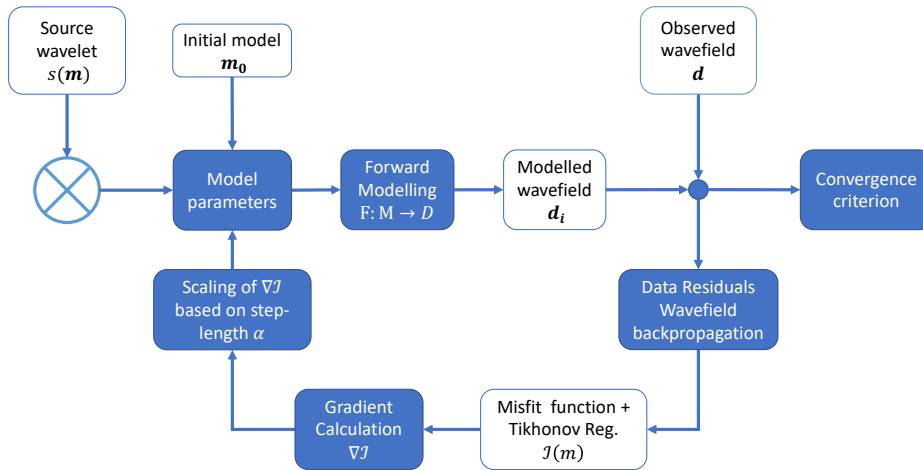 Source
wavelet
s(m)
Initial model
m₀
Observed
wavefield
d
Model
parameters
Forward
Modelling
F: M → D
Modelled
wavefield
dᵢ
Convergence
criterion
Scaling of ∇𝒥
based on step-
length α
Data Residuals
Wavefield
backpropagation
Gradient
Calculation
∇𝒥
Misfit function +
Tikhonov Reg.
𝒥(m)